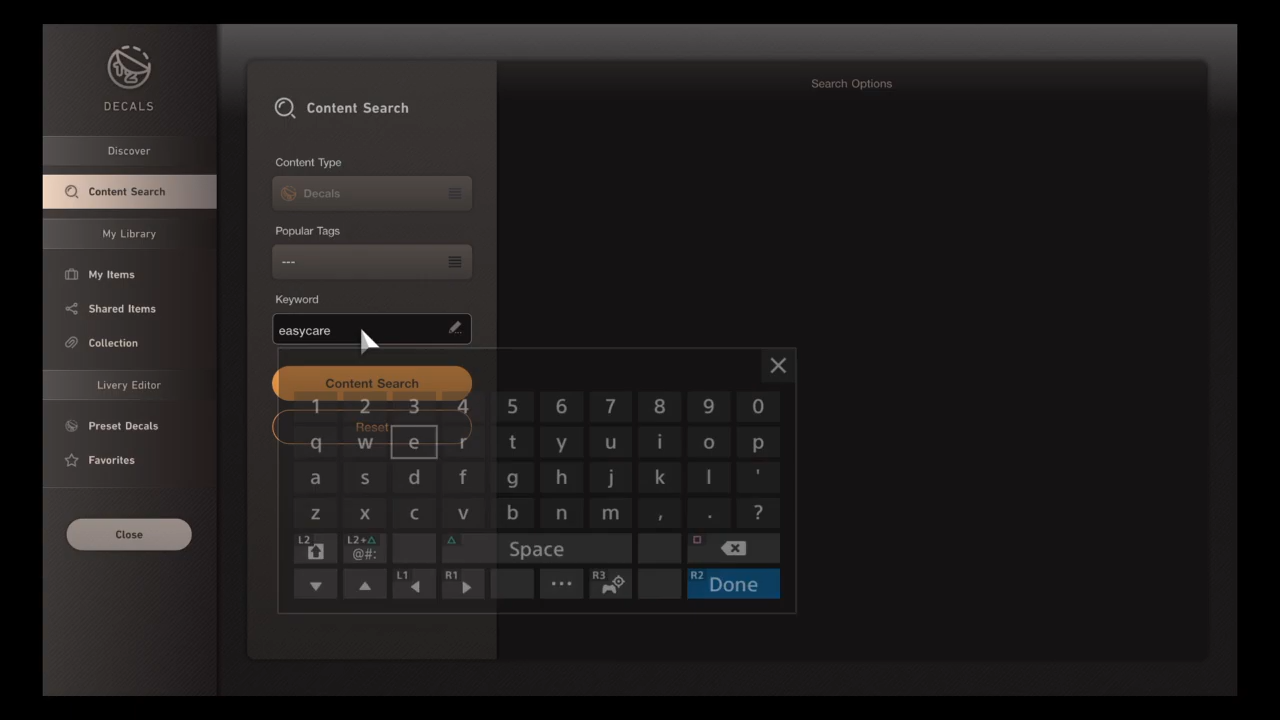 DECALS
Discover
Content Search
My Library
My Items
Shared Items
Collection
Livery Editor
Preset Decals
Favorites
Close
Content Search
Content Type
Decals
Popular Tags
---
Keyword
easycare
Content Search
Reset
Search Options
1 2 3 4 5 6 7 8 9 0
q w e r t y u i o p
a s d f g h j k l '
z x c v b n m , . ?
L2 L2+△ @#: △ Space □
L1 R1 ... R3 R2 Done